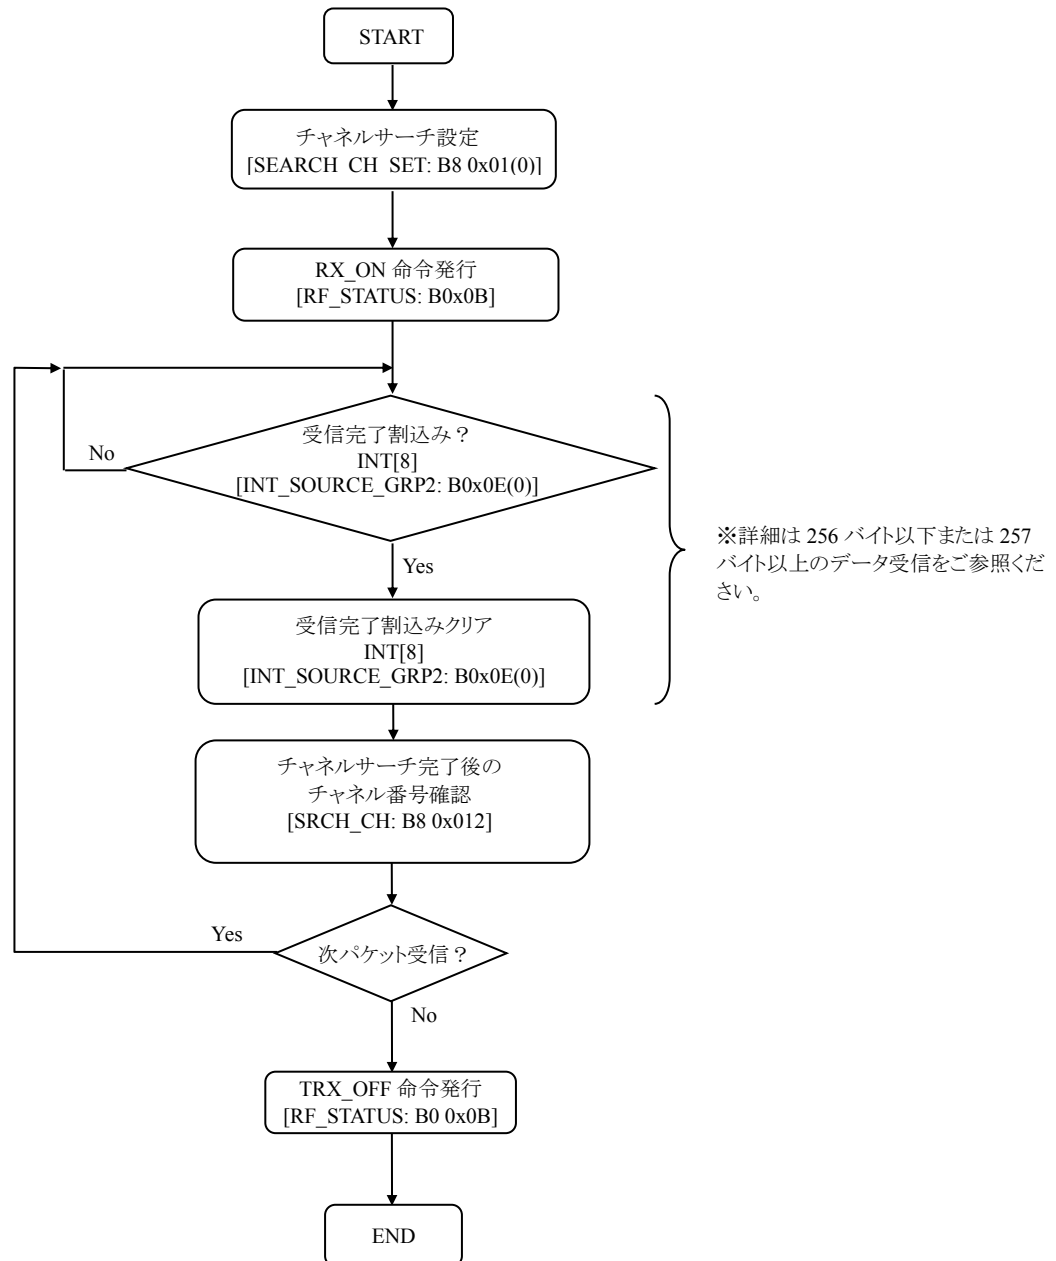 START
チャネルサーチ設定
[SEARCH_CH_SET: B8 0x01(0)]
RX_ON 命令発行
[RF_STATUS: B0x0B]
受信完了割込み？
INT[8]
[INT_SOURCE_GRP2: B0x0E(0)]
No
Yes
※詳細は 256 バイト以下または 257
バイト以上のデータ受信をご参照くだ
さい。
受信完了割込みクリア
INT[8]
[INT_SOURCE_GRP2: B0x0E(0)]
チャネルサーチ完了後の
チャネル番号確認
[SRCH_CH: B8 0x012]
Yes
次パケット受信？
No
TRX_OFF 命令発行
[RF_STATUS: B0 0x0B]
END